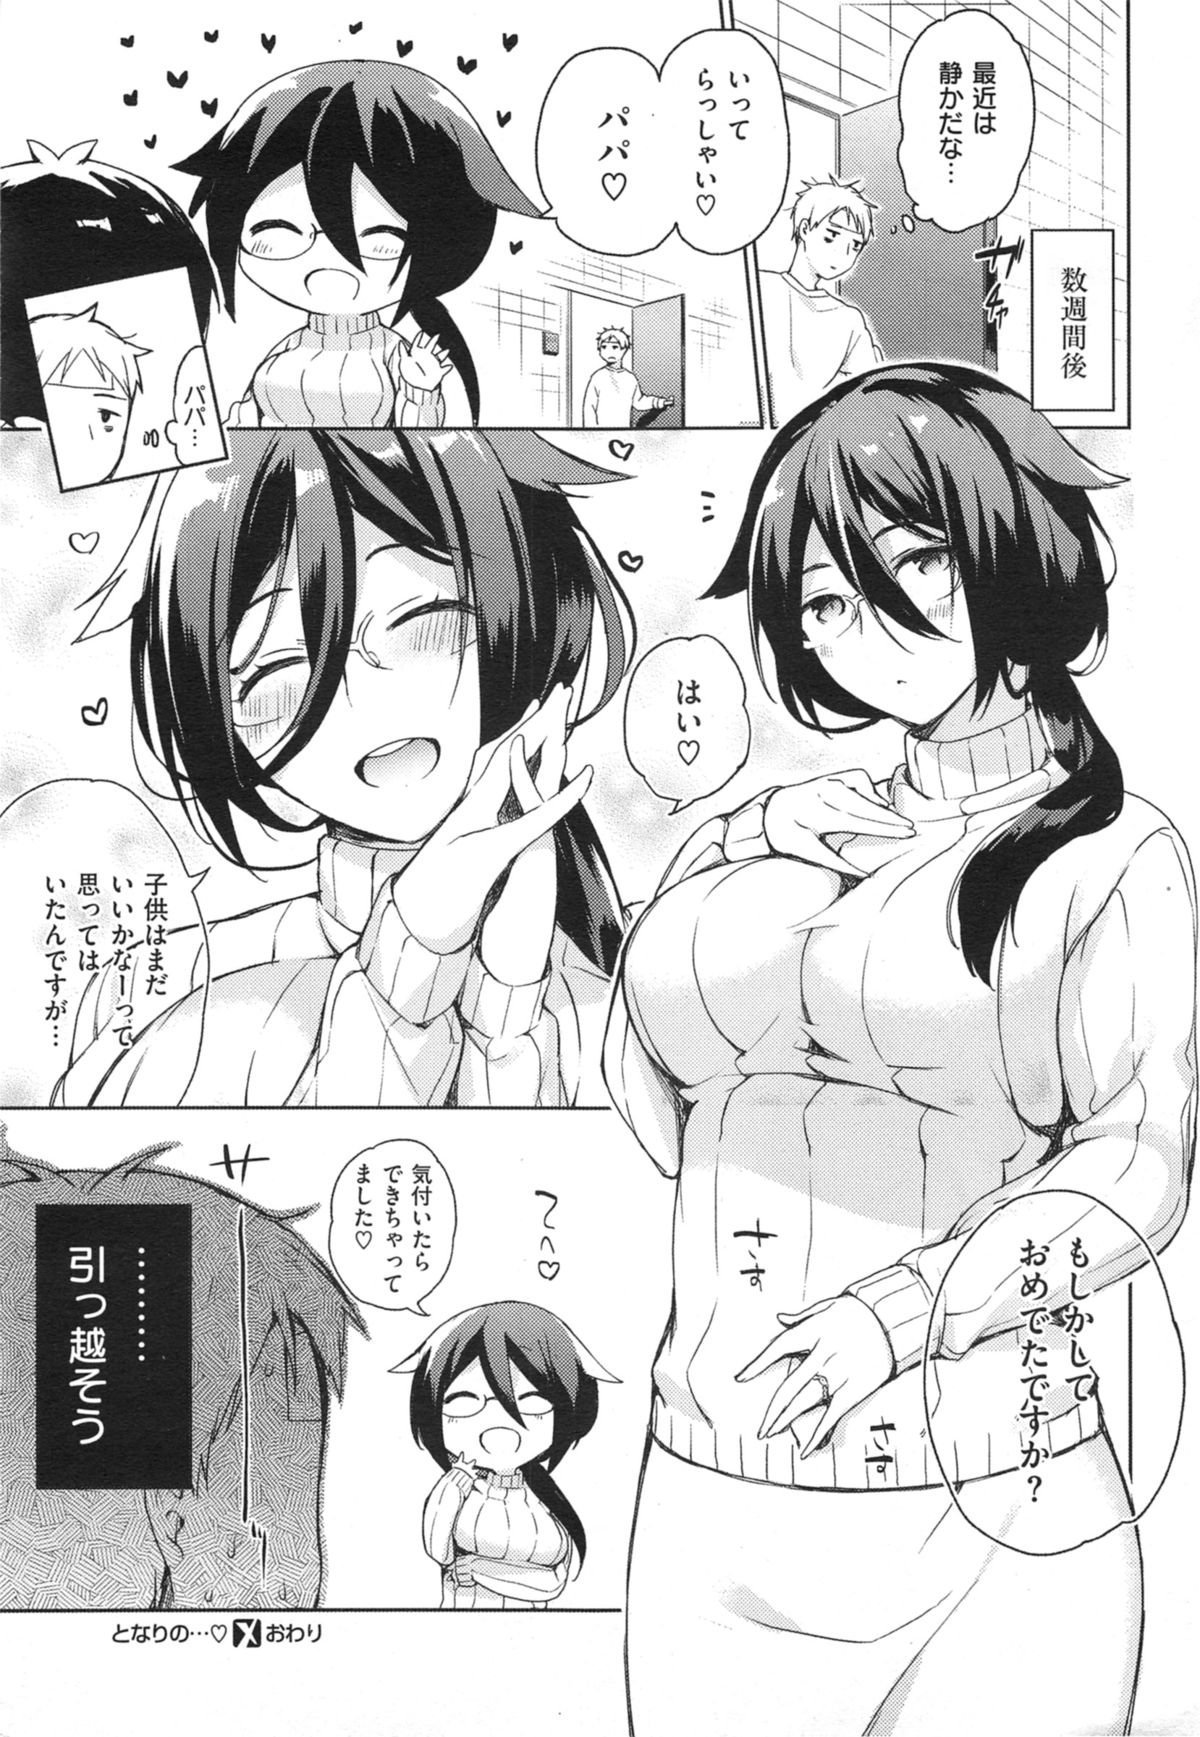 数週間後
最近は
静かだな…
ガチャ
いって
らっしゃい♡
パパ♡
パパ…
もしかして
おめでたですか?
さす
さす
はい♡
子供はまだ
いいかなーって
思っては
いたんですが…
気付いたら
できちゃって
ました♡
………
引っ越そう
となりの…♡ X おわり